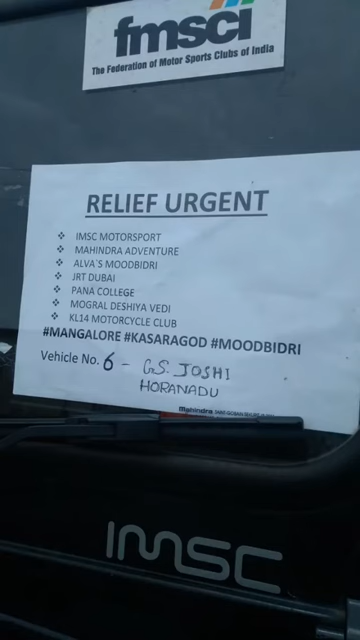 fmsci
The Federation of Motor Sports Clubs of India
RELIEF URGENT
❖ IMSC MOTORSPORT
❖ MAHINDRA ADVENTURE
❖ ALVA`S MOODBIDRI
❖ JRT DUBAI
❖ PANA COLLEGE
❖ MOGRAL DESHIYA VEDI
❖ KL14 MOTORCYCLE CLUB
#MANGALORE #KASARAGOD #MOODBIDRI
Vehicle No. 6 - G.S. JOSHI
HORANADU
Mahindra
IMSC